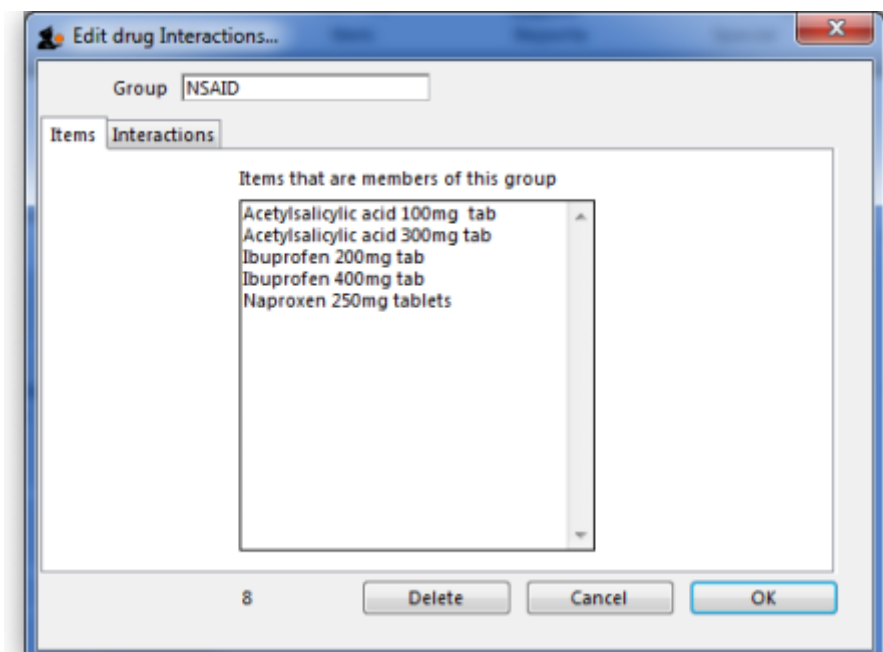 Edit drug Interactions...
Group NSAID
Items Interactions
Items that are members of this group
Acetylsalicylic acid 100mg  tab
Acetylsalicylic acid 300mg tab
Ibuprofen 200mg tab
Ibuprofen 400mg tab
Naproxen 250mg tablets
8 Delete Cancel OK